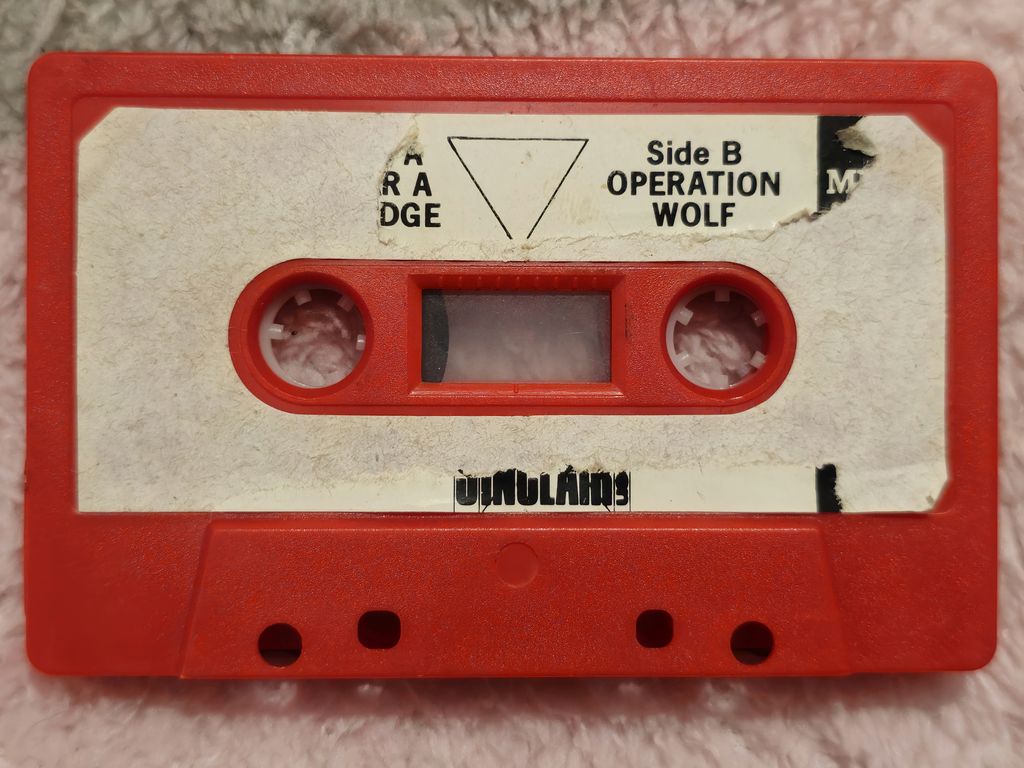 A
R A
DGE
Side B
OPERATION
WOLF
M